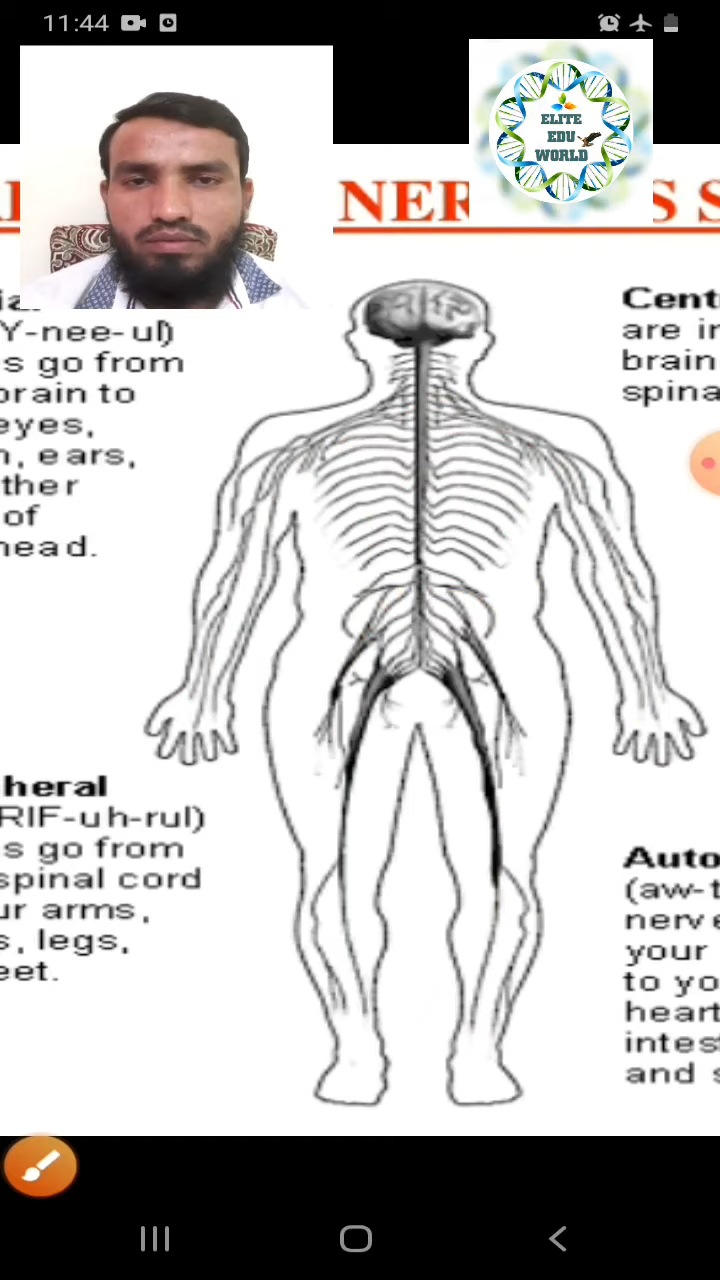 11:44
ELITE
EDU
WORLD
NER
S S
Y-nee-ul)
s go from
brain to
eyes,
, ears,
ther
of
head.
Cent
are in
brain
spina
heral
RIF-uh-rul)
s go from
spinal cord
ur arms,
s, legs,
eet.
Auto
(aw-t
nerve
your
to yo
heart
intest
and s